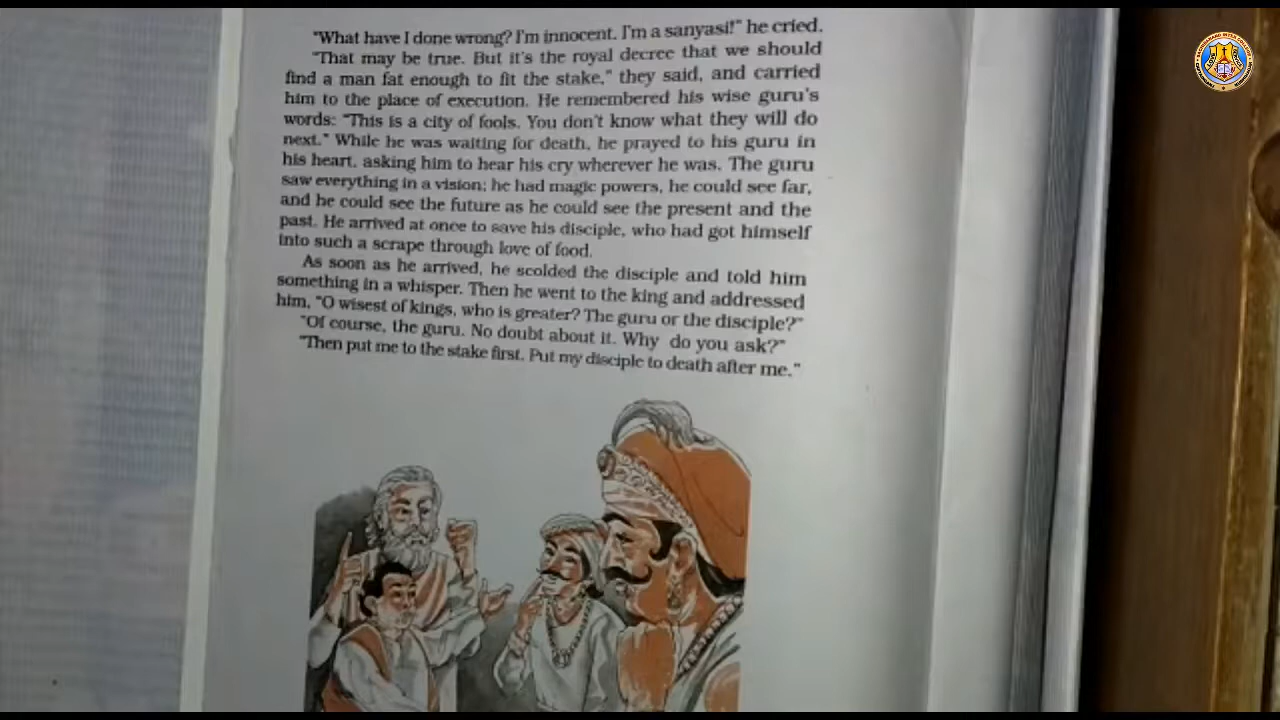 "What have I done wrong? I'm innocent. I'm a sanyasi!" he cried.
"That may be true. But it's the royal decree that we should
find a man fat enough to fit the stake," they said, and carried
him to the place of execution. He remembered his wise guru's
words: "This is a city of fools. You don't know what they will do
next." While he was waiting for death, he prayed to his guru in
his heart, asking him to hear his cry wherever he was. The guru
saw everything in a vision; he had magic powers, he could see far,
and he could see the future as he could see the present and the
past. He arrived at once to save his disciple, who had got himself
into such a scrape through love of food.
As soon as he arrived, he scolded the disciple and told him
something in a whisper. Then he went to the king and addressed
him, "O wisest of kings, who is greater? The guru or the disciple?"
"Of course, the guru. No doubt about it. Why do you ask?"
"Then put me to the stake first. Put my disciple to death after me."